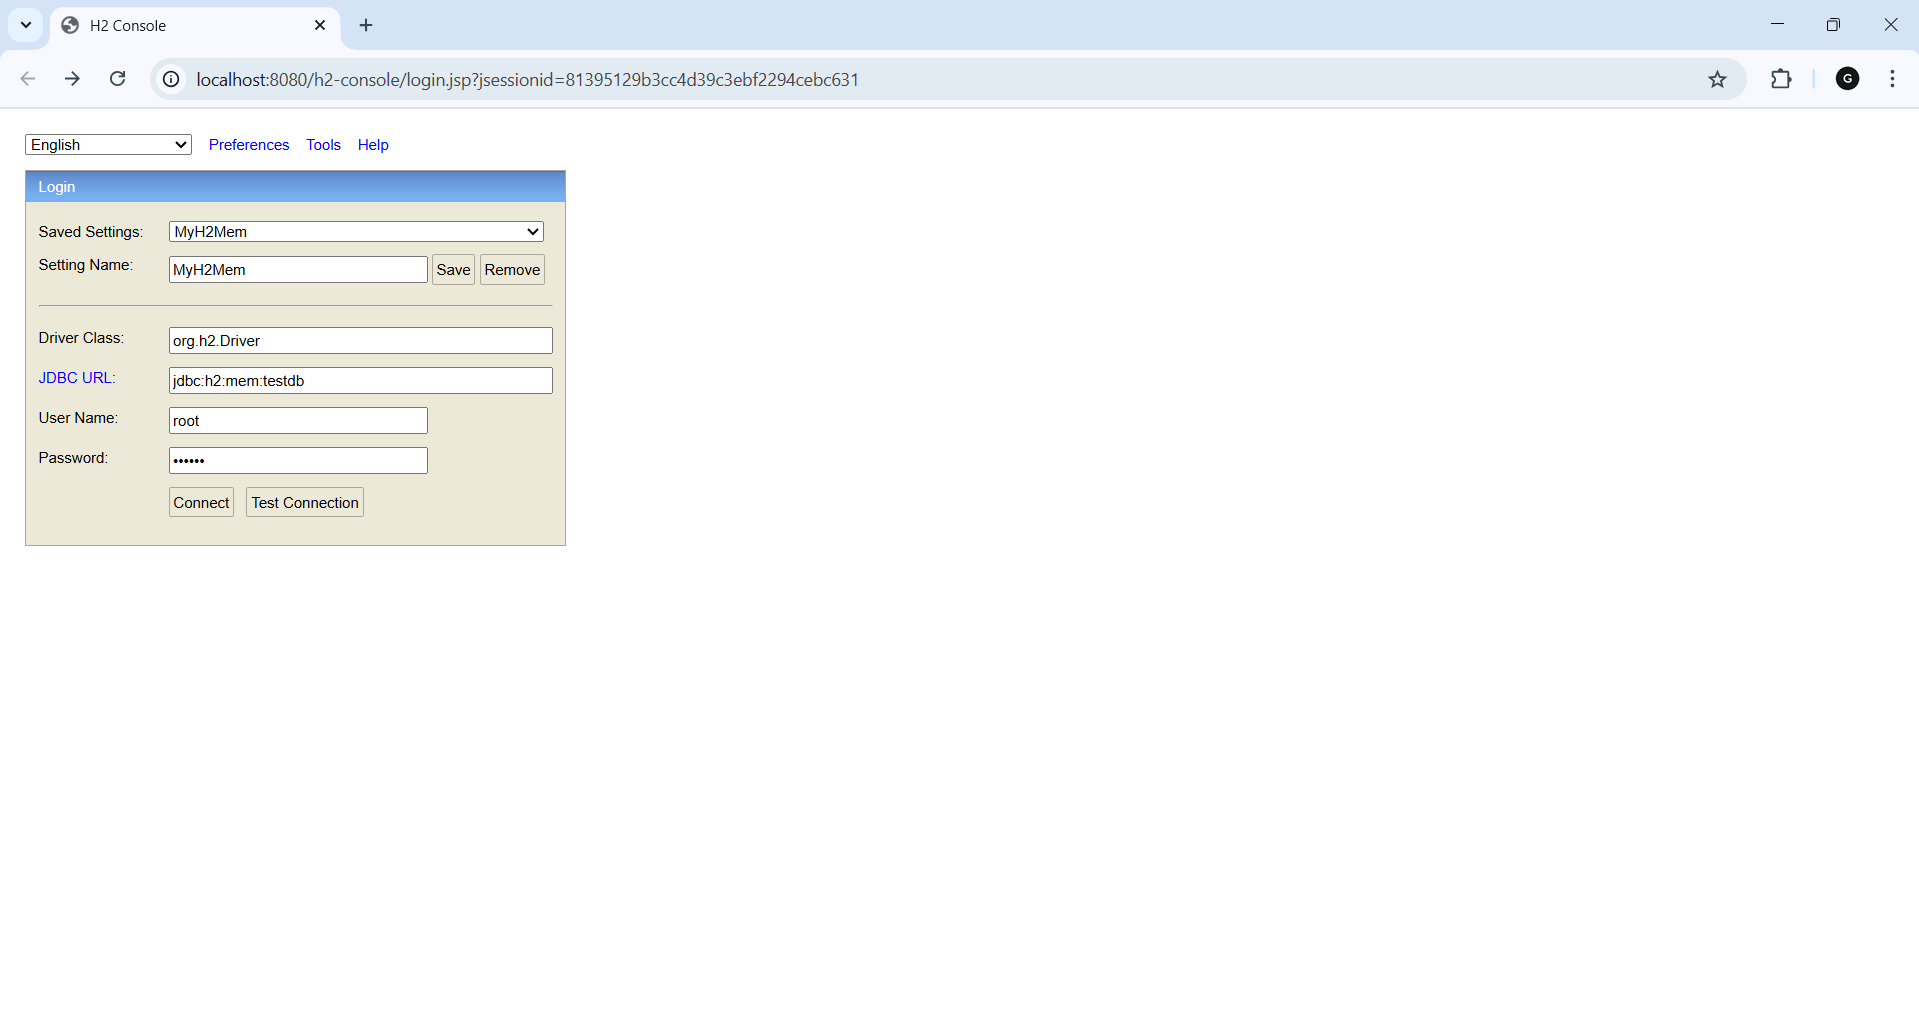 H2 Console
localhost:8080/h2-console/login.jsp?jsessionid=81395129b3cc4d39c3ebf2294cebc631
G
English Preferences Tools Help
Login
Saved Settings: MyH2Mem
Setting Name: MyH2Mem Save Remove
Driver Class: org.h2.Driver
JDBC URL: jdbc:h2:mem:testdb
User Name: root
Password: ••••••
Connect Test Connection